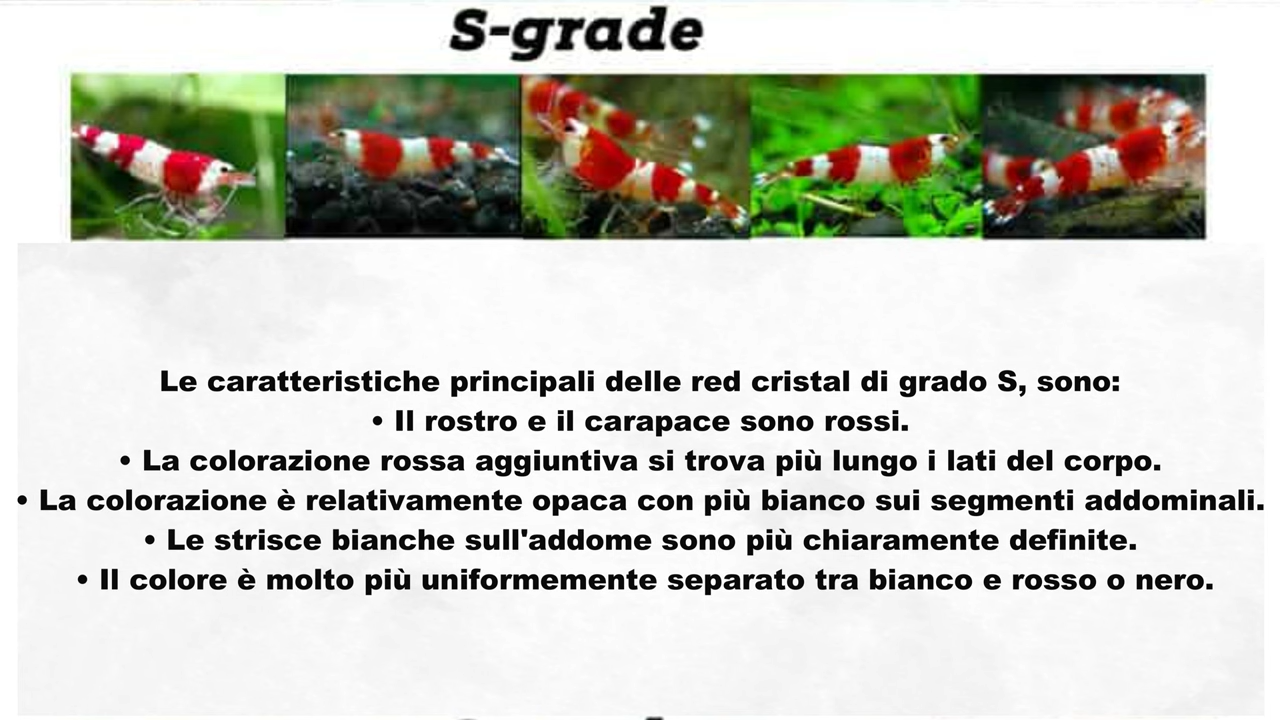 S-grade
Le caratteristiche principali delle red cristal di grado S, sono:
• Il rostro e il carapace sono rossi.
• La colorazione rossa aggiuntiva si trova più lungo i lati del corpo.
• La colorazione è relativamente opaca con più bianco sui segmenti addominali.
• Le strisce bianche sull'addome sono più chiaramente definite.
• Il colore è molto più uniformemente separato tra bianco e rosso o nero.